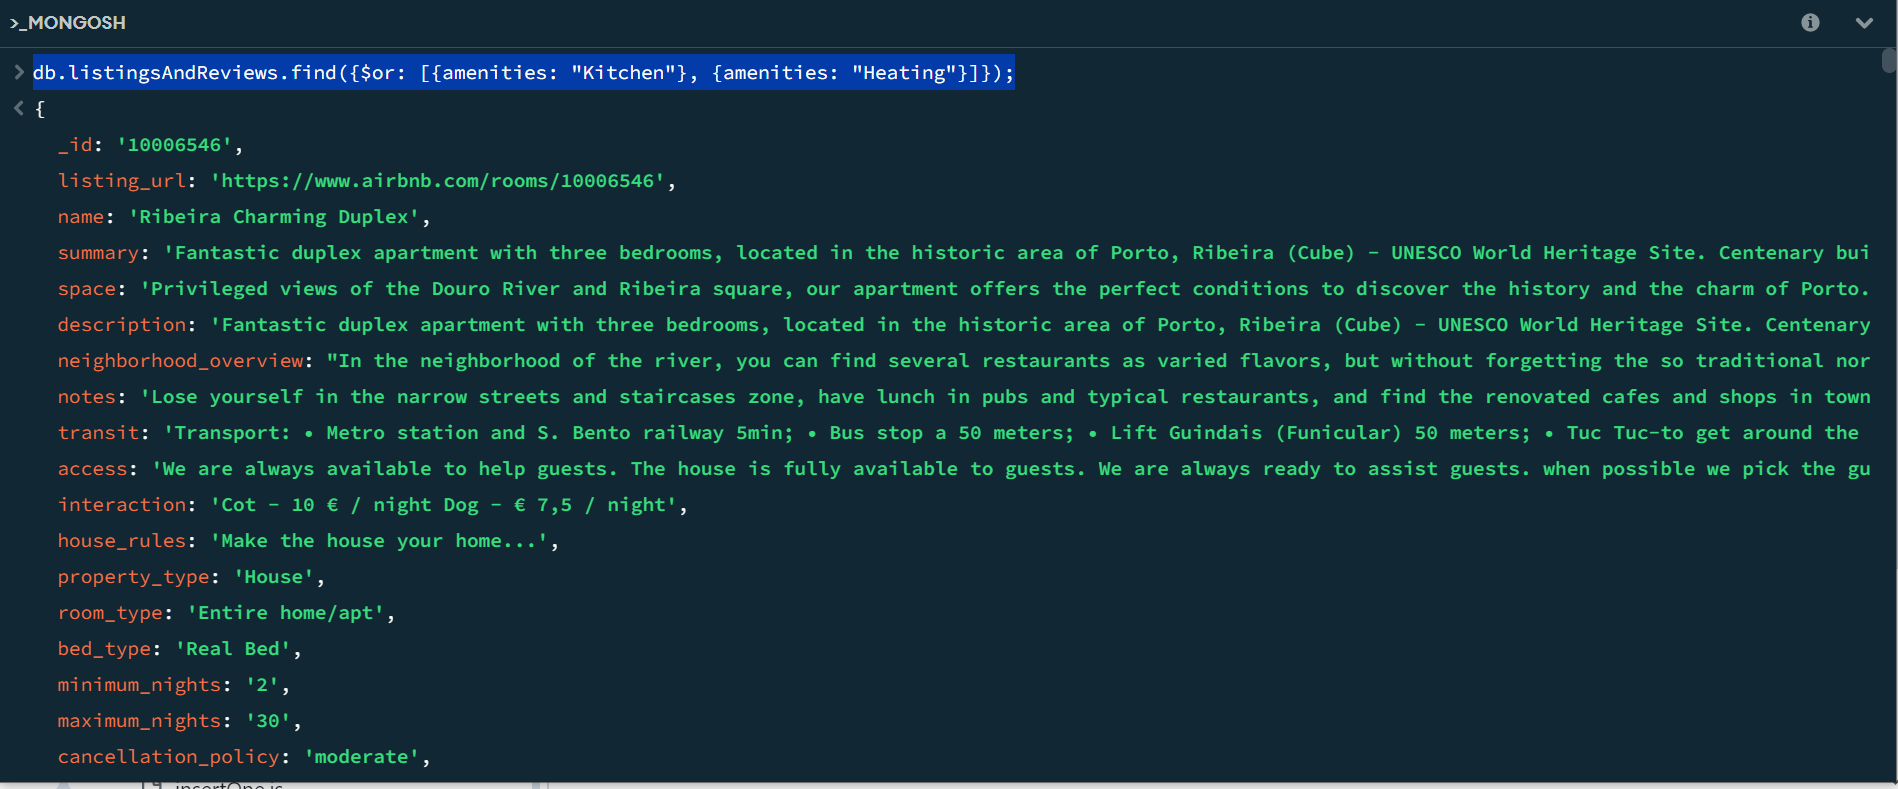 >_MONGOSH
> db.listingsAndReviews.find({$or: [{amenities: "Kitchen"}, {amenities: "Heating"}]});
< {
_id: '10006546',
listing_url: 'https://www.airbnb.com/rooms/10006546',
name: 'Ribeira Charming Duplex',
summary: 'Fantastic duplex apartment with three bedrooms, located in the historic area of Porto, Ribeira (Cube) - UNESCO World Heritage Site. Centenary bui
space: 'Privileged views of the Douro River and Ribeira square, our apartment offers the perfect conditions to discover the history and the charm of Porto.
description: 'Fantastic duplex apartment with three bedrooms, located in the historic area of Porto, Ribeira (Cube) - UNESCO World Heritage Site. Centenary
neighborhood_overview: "In the neighborhood of the river, you can find several restaurants as varied flavors, but without forgetting the so traditional nor
notes: 'Lose yourself in the narrow streets and staircases zone, have lunch in pubs and typical restaurants, and find the renovated cafes and shops in town
transit: 'Transport: • Metro station and S. Bento railway 5min; • Bus stop a 50 meters; • Lift Guindais (Funicular) 50 meters; • Tuc Tuc-to get around the
access: 'We are always available to help guests. The house is fully available to guests. We are always ready to assist guests. when possible we pick the gu
interaction: 'Cot - 10 € / night Dog - € 7,5 / night',
house_rules: 'Make the house your home...',
property_type: 'House',
room_type: 'Entire home/apt',
bed_type: 'Real Bed',
minimum_nights: '2',
maximum_nights: '30',
cancellation_policy: 'moderate',
insertOne.js